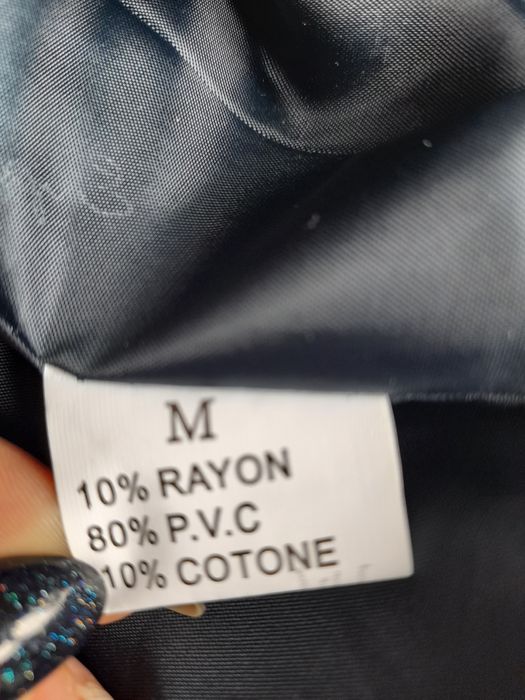 M
10% RAYON
80% P.V.C
10% COTONE